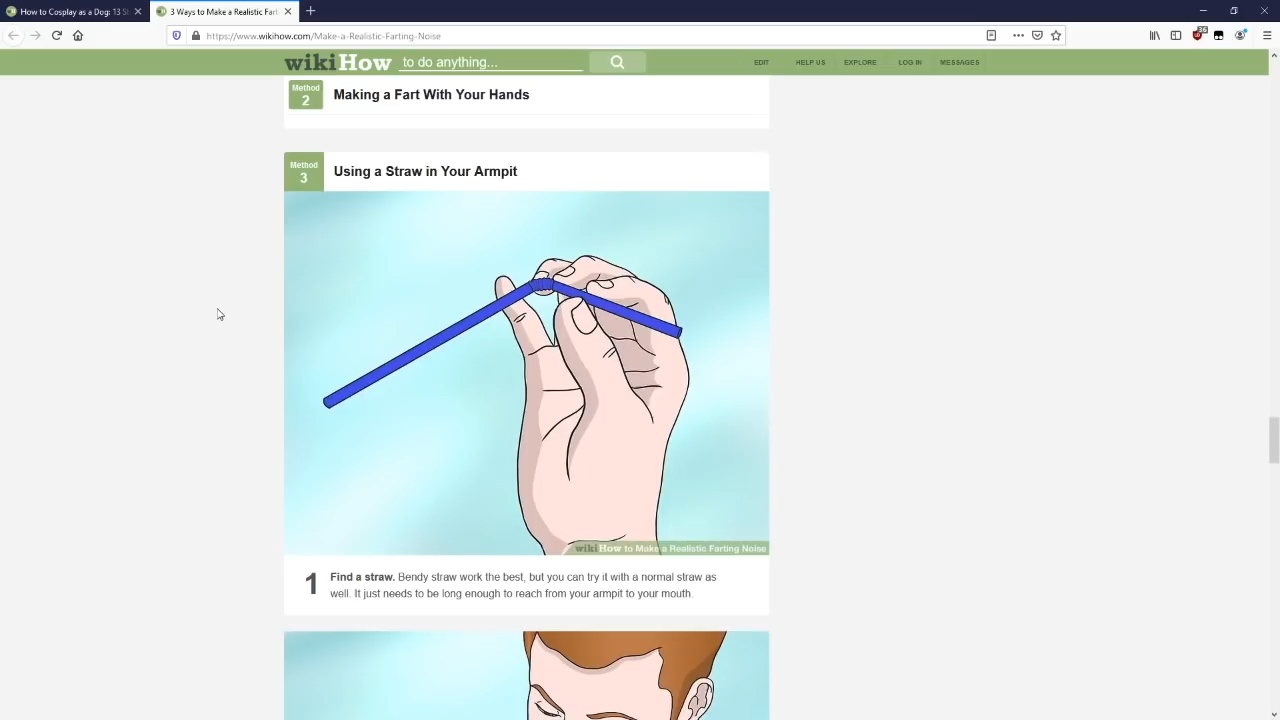 How to Cosplay as a Dog: 13 St
3 Ways to Make a Realistic Fart
https://www.wikihow.com/Make-a-Realistic-Farting-Noise
wikiHow to do anything...
EDIT
HELP US
EXPLORE
LOG IN
MESSAGES
Method
2
Making a Fart With Your Hands
Method
3
Using a Straw in Your Armpit
wikiHow to Make a Realistic Farting Noise
1
Find a straw. Bendy straw work the best, but you can try it with a normal straw as
well. It just needs to be long enough to reach from your armpit to your mouth.